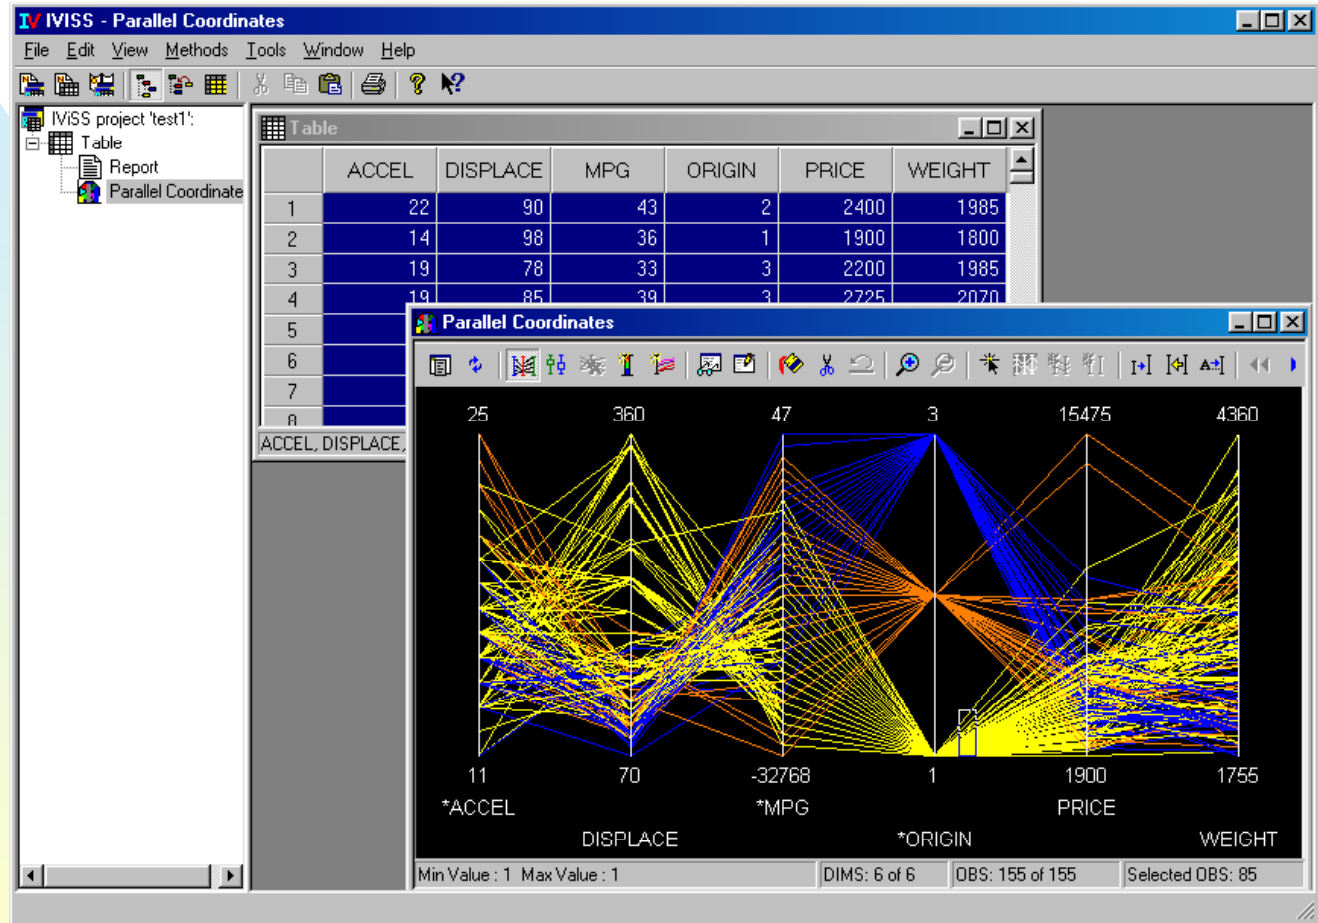 IV IVISS - Parallel Coordinates
File Edit View Methods Tools Window Help
IViSS project 'test1':
Table
Report
Parallel Coordinate
Table
ACCEL DISPLACE MPG ORIGIN PRICE WEIGHT
1 22 90 43 2 2400 1985
2 14 98 36 1 1900 1800
3 19 78 33 3 2200 1985
4 19 85 39 3 2725 2070
5
6
7
8
ACCEL, DISPLACE,
Parallel Coordinates
25 360 47 3 15475 4360
11 70 -32768 1 1900 1755
*ACCEL *MPG PRICE
DISPLACE *ORIGIN WEIGHT
Min Value : 1 Max Value : 1 DIMS: 6 of 6 OBS: 155 of 155 Selected OBS: 85